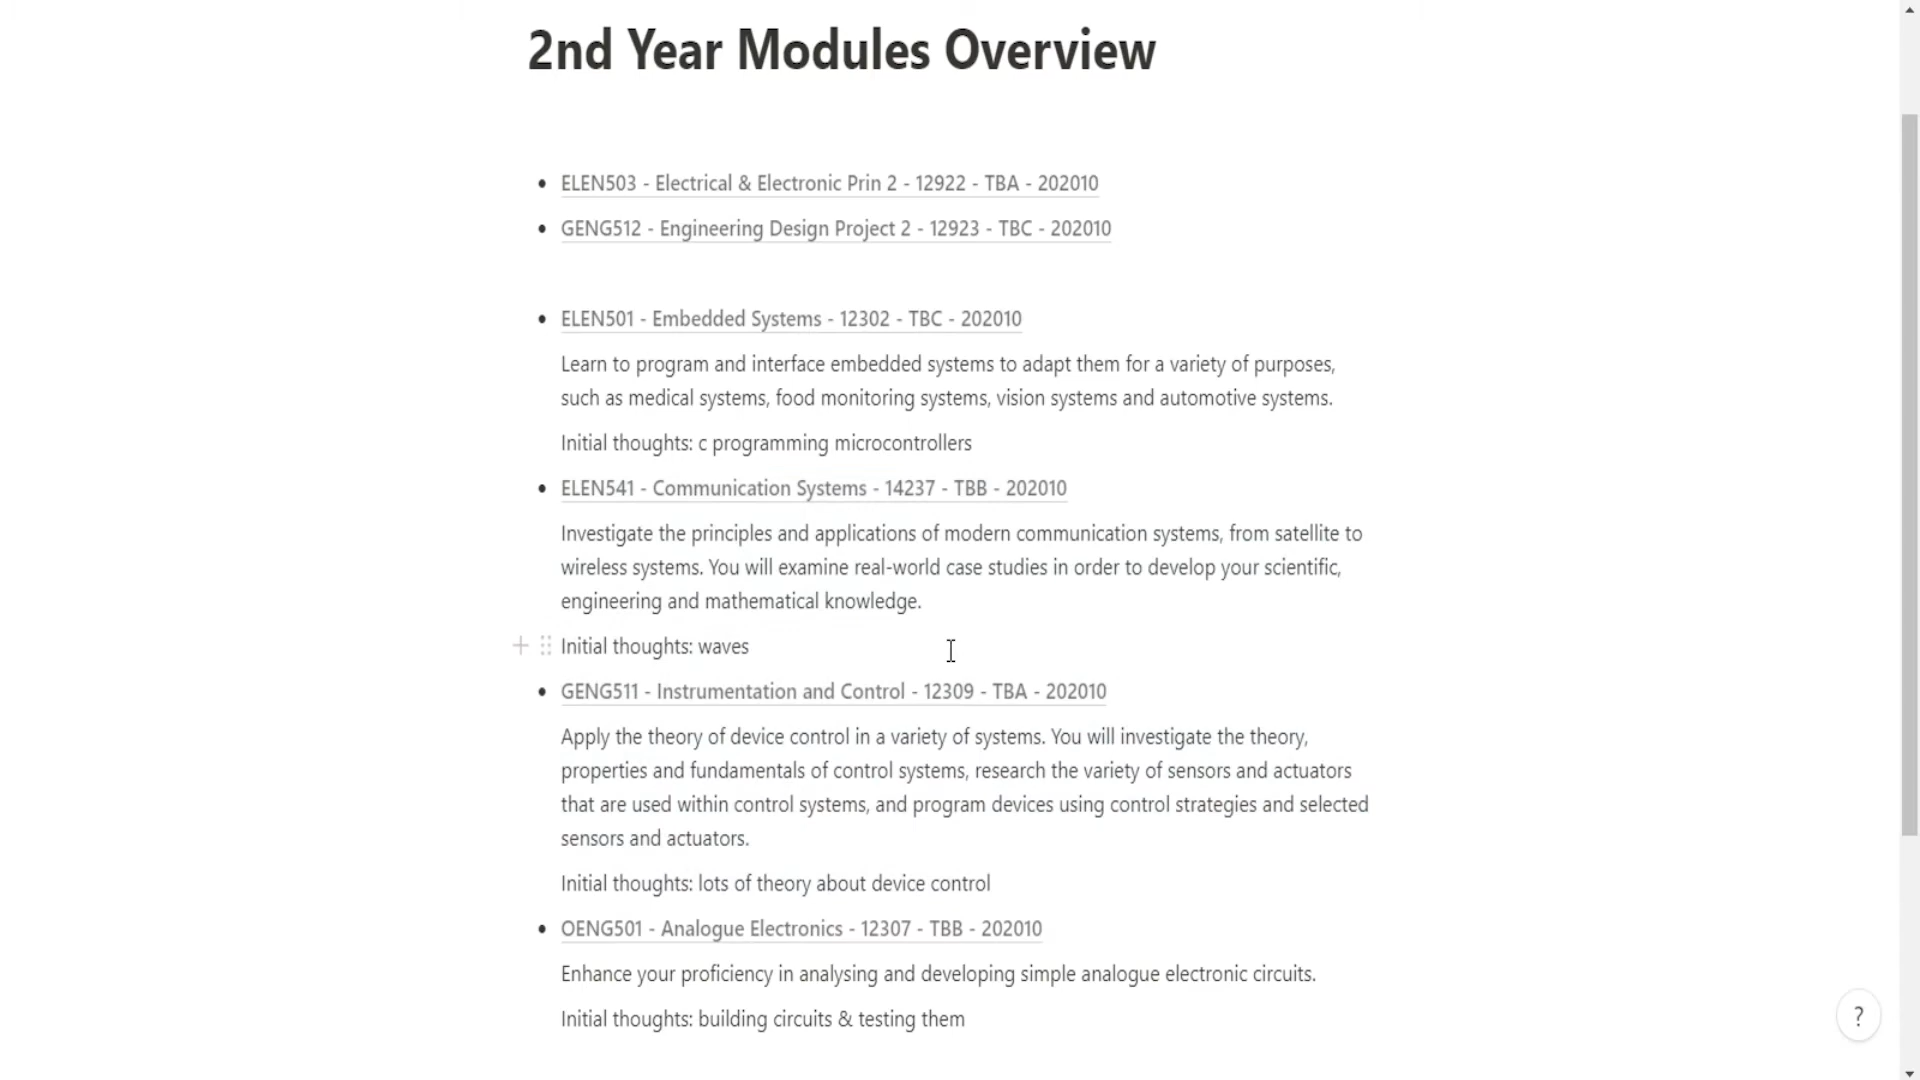 2nd Year Modules Overview
ELEN503 - Electrical & Electronic Prin 2 - 12922 - TBA - 202010
GENG512 - Engineering Design Project 2 - 12923 - TBC - 202010
ELEN501 - Embedded Systems - 12302 - TBC - 202010
Learn to program and interface embedded systems to adapt them for a variety of purposes,
such as medical systems, food monitoring systems, vision systems and automotive systems.
Initial thoughts: c programming microcontrollers
ELEN541 - Communication Systems - 14237 - TBB - 202010
Investigate the principles and applications of modern communication systems, from satellite to
wireless systems. You will examine real-world case studies in order to develop your scientific,
engineering and mathematical knowledge.
Initial thoughts: waves
GENG511 - Instrumentation and Control - 12309 - TBA - 202010
Apply the theory of device control in a variety of systems. You will investigate the theory,
properties and fundamentals of control systems, research the variety of sensors and actuators
that are used within control systems, and program devices using control strategies and selected
sensors and actuators.
Initial thoughts: lots of theory about device control
OENG501 - Analogue Electronics - 12307 - TBB - 202010
Enhance your proficiency in analysing and developing simple analogue electronic circuits.
Initial thoughts: building circuits & testing them
?